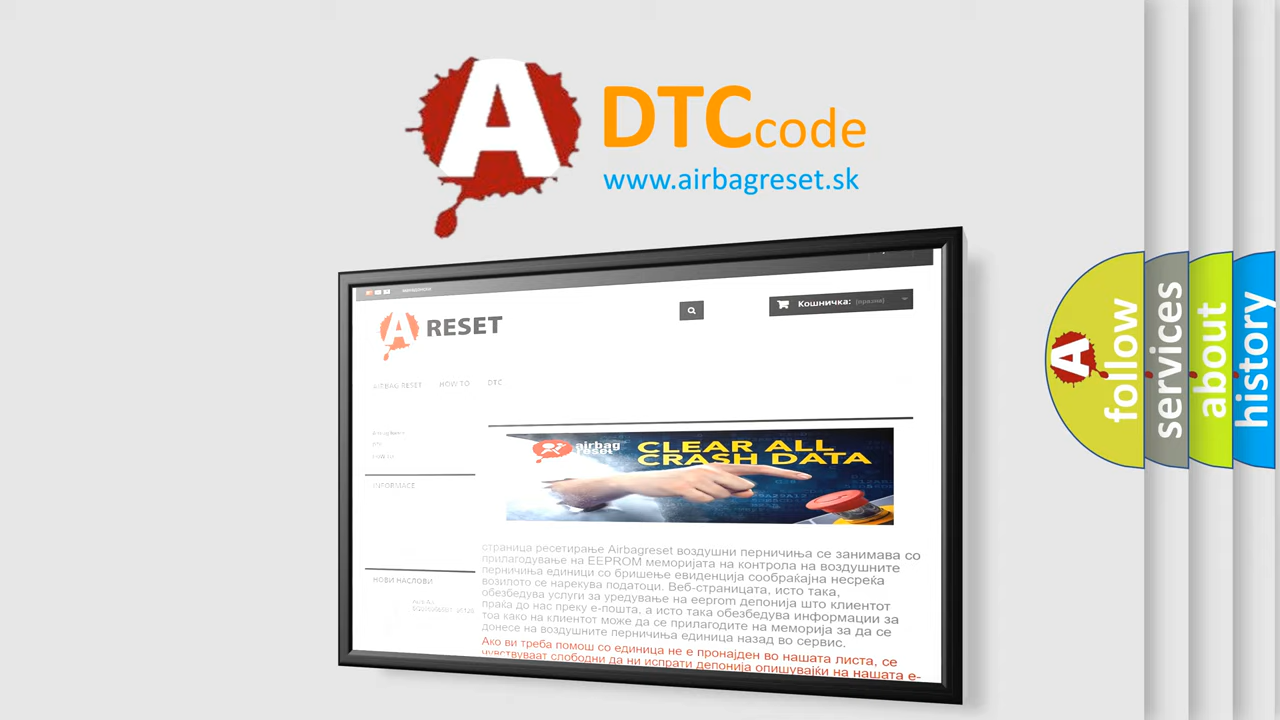 A DTC code
www.airbagreset.sk
A RESET
Кошничка: (празни)
AIRBAG RESET HOW TO DTC
airbag reset
CLEAR ALL
CRASH DATA
INFORMACE
НОВИ НАСЛОВИ
страница ресетирање Airbagreset воздушни перничиња се занимава со
прилагодување на EEPROM меморијата на контрола на воздушните
перничиња единици со бришење евиденција сообраќајна несреќа
возилото се нарекува податоци. Веб-страницата, исто така,
обезбедува услуги за уредување на eeprom депонија што клиентот
праќа до нас преку е-пошта, а исто така обезбедува информации за
тоа како на клиентот може да се прилагодите на меморија за да се
донесе на воздушните перничиња единица назад во сервис.
Ако ви треба помош со единица не е пронајден во нашата листа, се
чувствуваат слободни да ни испрати депонија опишувајќи на нашата е-
A follow
services
about
history